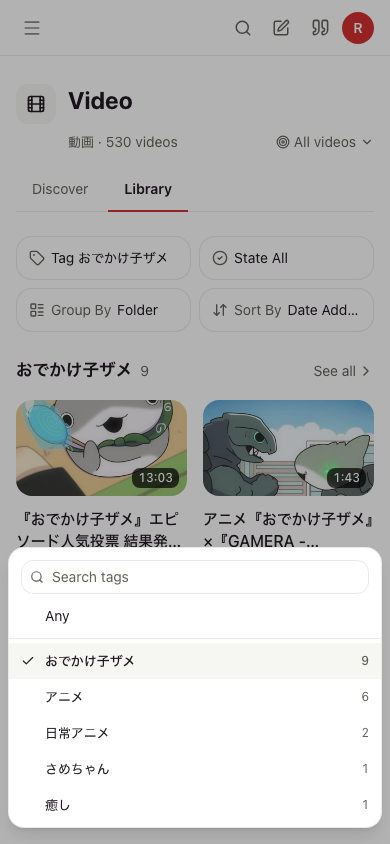 R
Video
動画 · 530 videos
All videos
Discover
Library
Tag おでかけ子ザメ
State All
Group By Folder
Sort By Date Add...
おでかけ子ザメ 9
See all
13:03
1:43
『おでかけ子ザメ』エピ
ソード人気投票 結果発...
アニメ『おでかけ子ザメ』
×『GAMERA -...
Search tags
Any
おでかけ子ザメ 9
アニメ 6
日常アニメ 2
さめちゃん 1
癒し 1